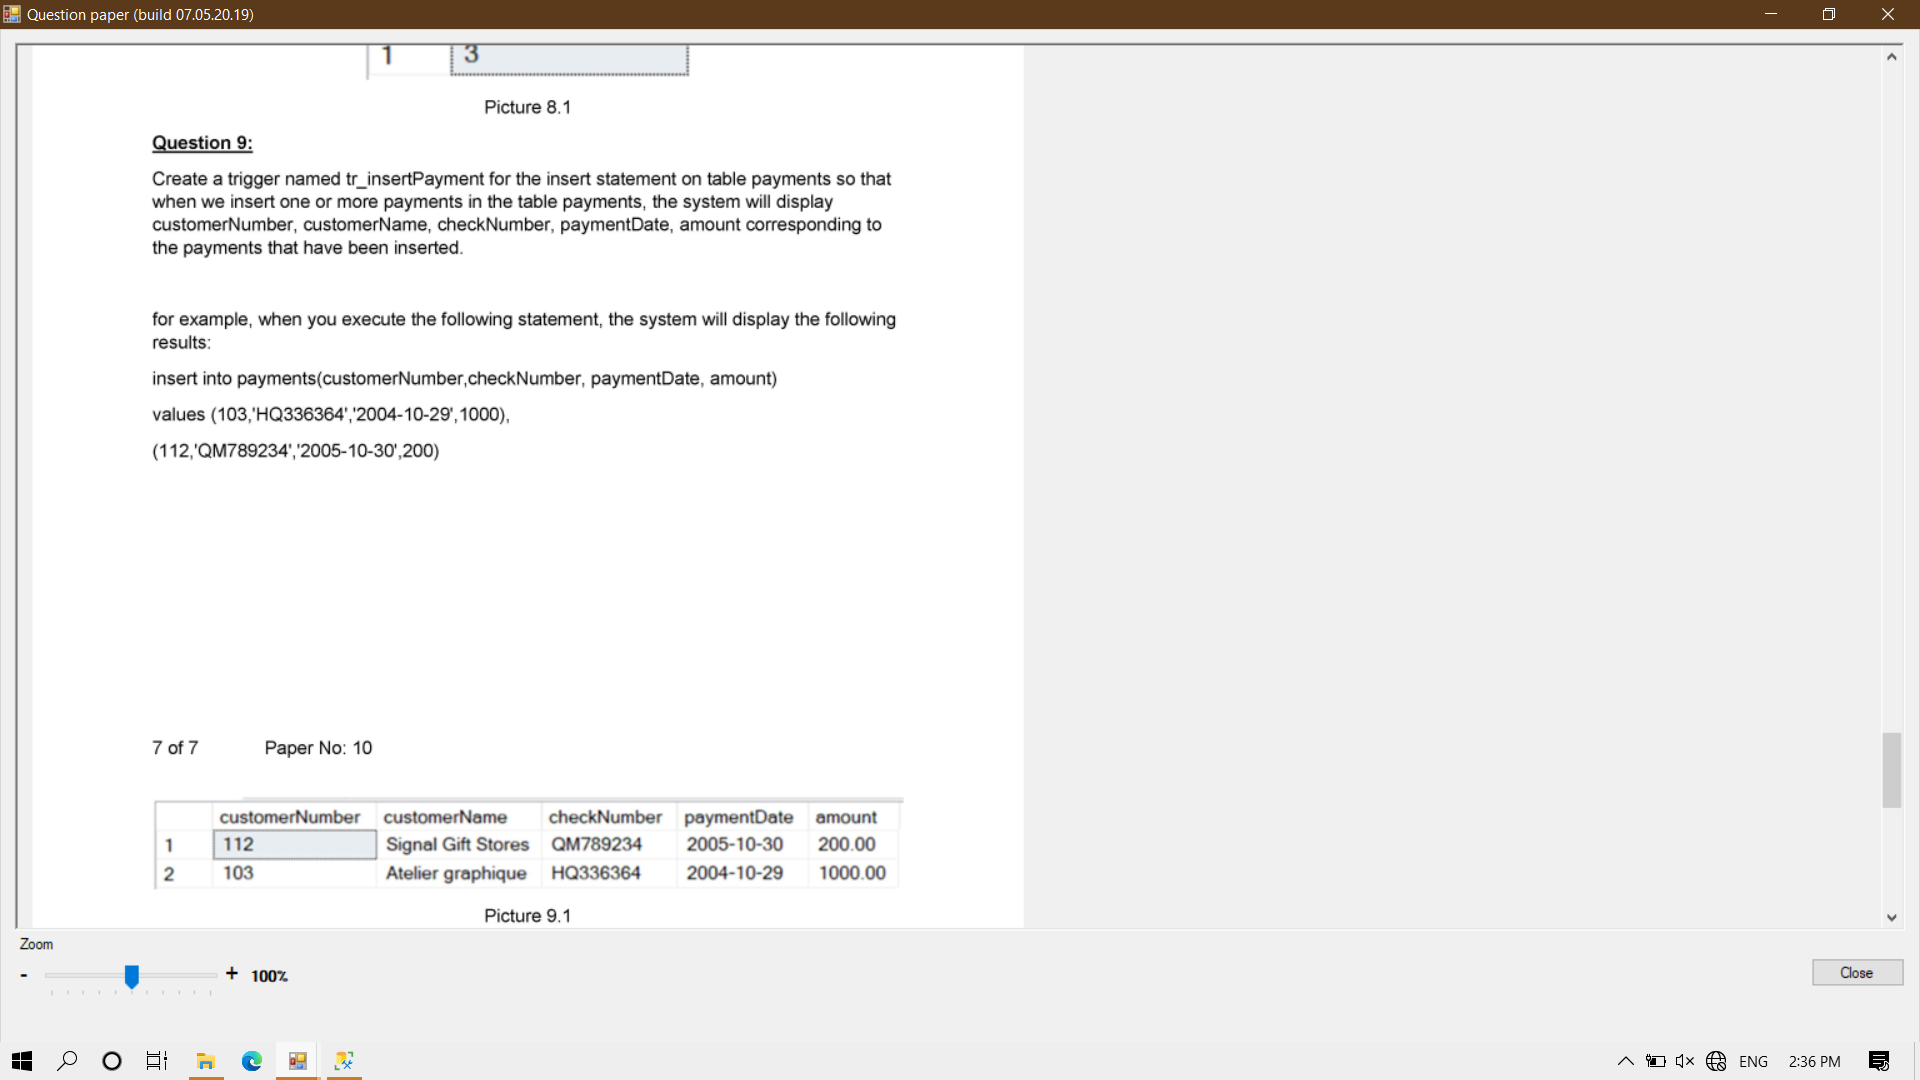 Question paper (build 07.05.20.19)
1 3
Picture 8.1
Question 9:
Create a trigger named tr_insertPayment for the insert statement on table payments so that
when we insert one or more payments in the table payments, the system will display
customerNumber, customerName, checkNumber, paymentDate, amount corresponding to
the payments that have been inserted.
for example, when you execute the following statement, the system will display the following
results:
insert into payments(customerNumber,checkNumber, paymentDate, amount)
values (103,'HQ336364','2004-10-29',1000),
(112,'QM789234','2005-10-30',200)
7 of 7 Paper No: 10
customerNumber customerName checkNumber paymentDate amount
1 112 Signal Gift Stores QM789234 2005-10-30 200.00
2 103 Atelier graphique HQ336364 2004-10-29 1000.00
Picture 9.1
Zoom
- + 100%
Close
ENG 2:36 PM